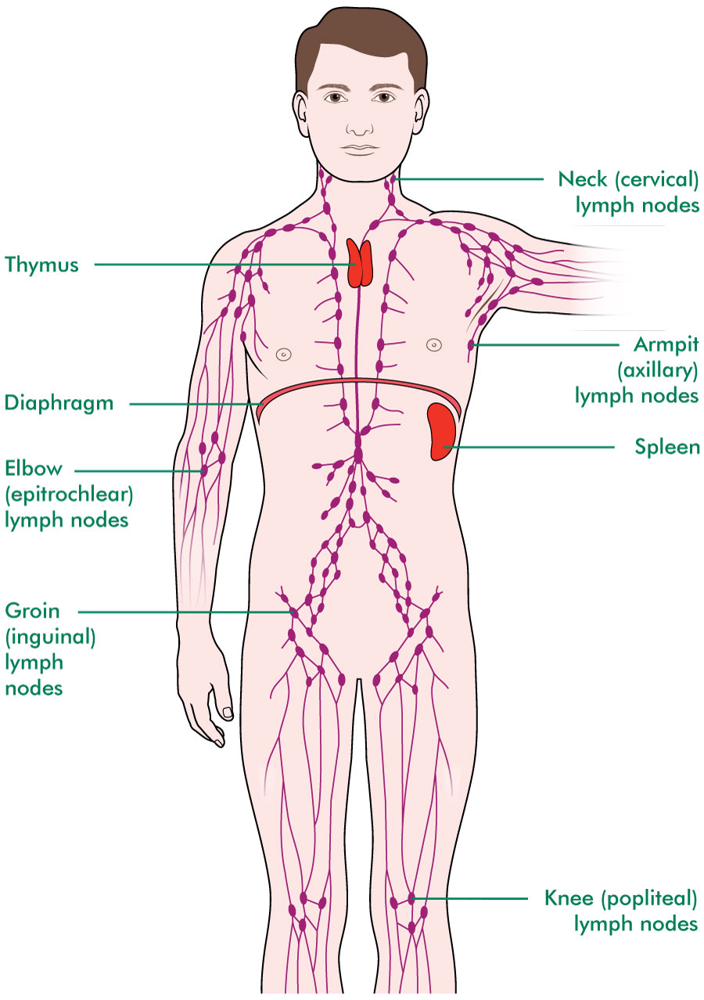 Neck (cervical)
lymph nodes
Thymus
Armpit
(axillary)
lymph nodes
Diaphragm
Spleen
Elbow
(epitrochlear)
lymph nodes
Groin
(inguinal)
lymph
nodes
Knee (popliteal)
lymph nodes